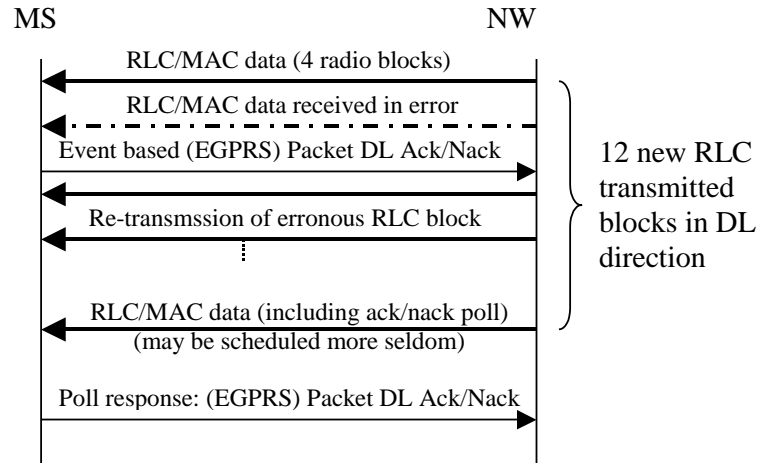 MS
NW
RLC/MAC data (4 radio blocks)
RLC/MAC data received in error
Event based (EGPRS) Packet DL Ack/Nack
Re-transmssion of erronous RLC block
RLC/MAC data (including ack/nack poll)
(may be scheduled more seldom)
Poll response: (EGPRS) Packet DL Ack/Nack
12 new RLC
transmitted
blocks in DL
direction